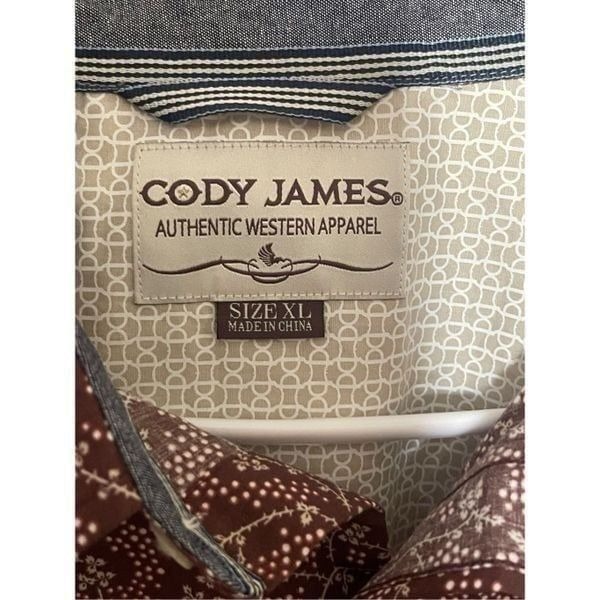 CODY JAMES®
AUTHENTIC WESTERN APPAREL
SIZE XL
MADE IN CHINA